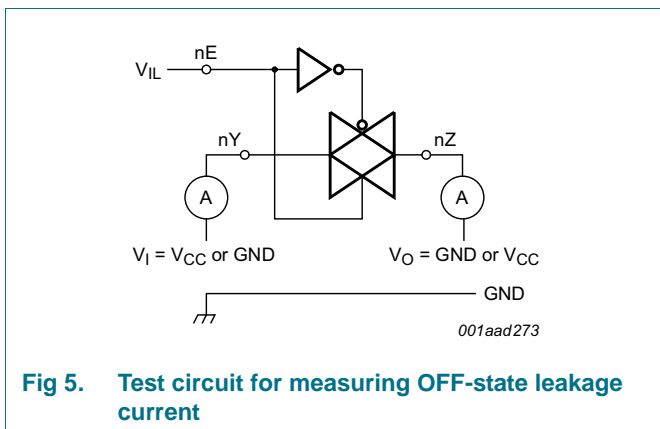 nE
V_IL
nY
nZ
A
A
V_I = V_CC or GND
V_O = GND or V_CC
GND
001aad273
Fig 5. Test circuit for measuring OFF-state leakage
current